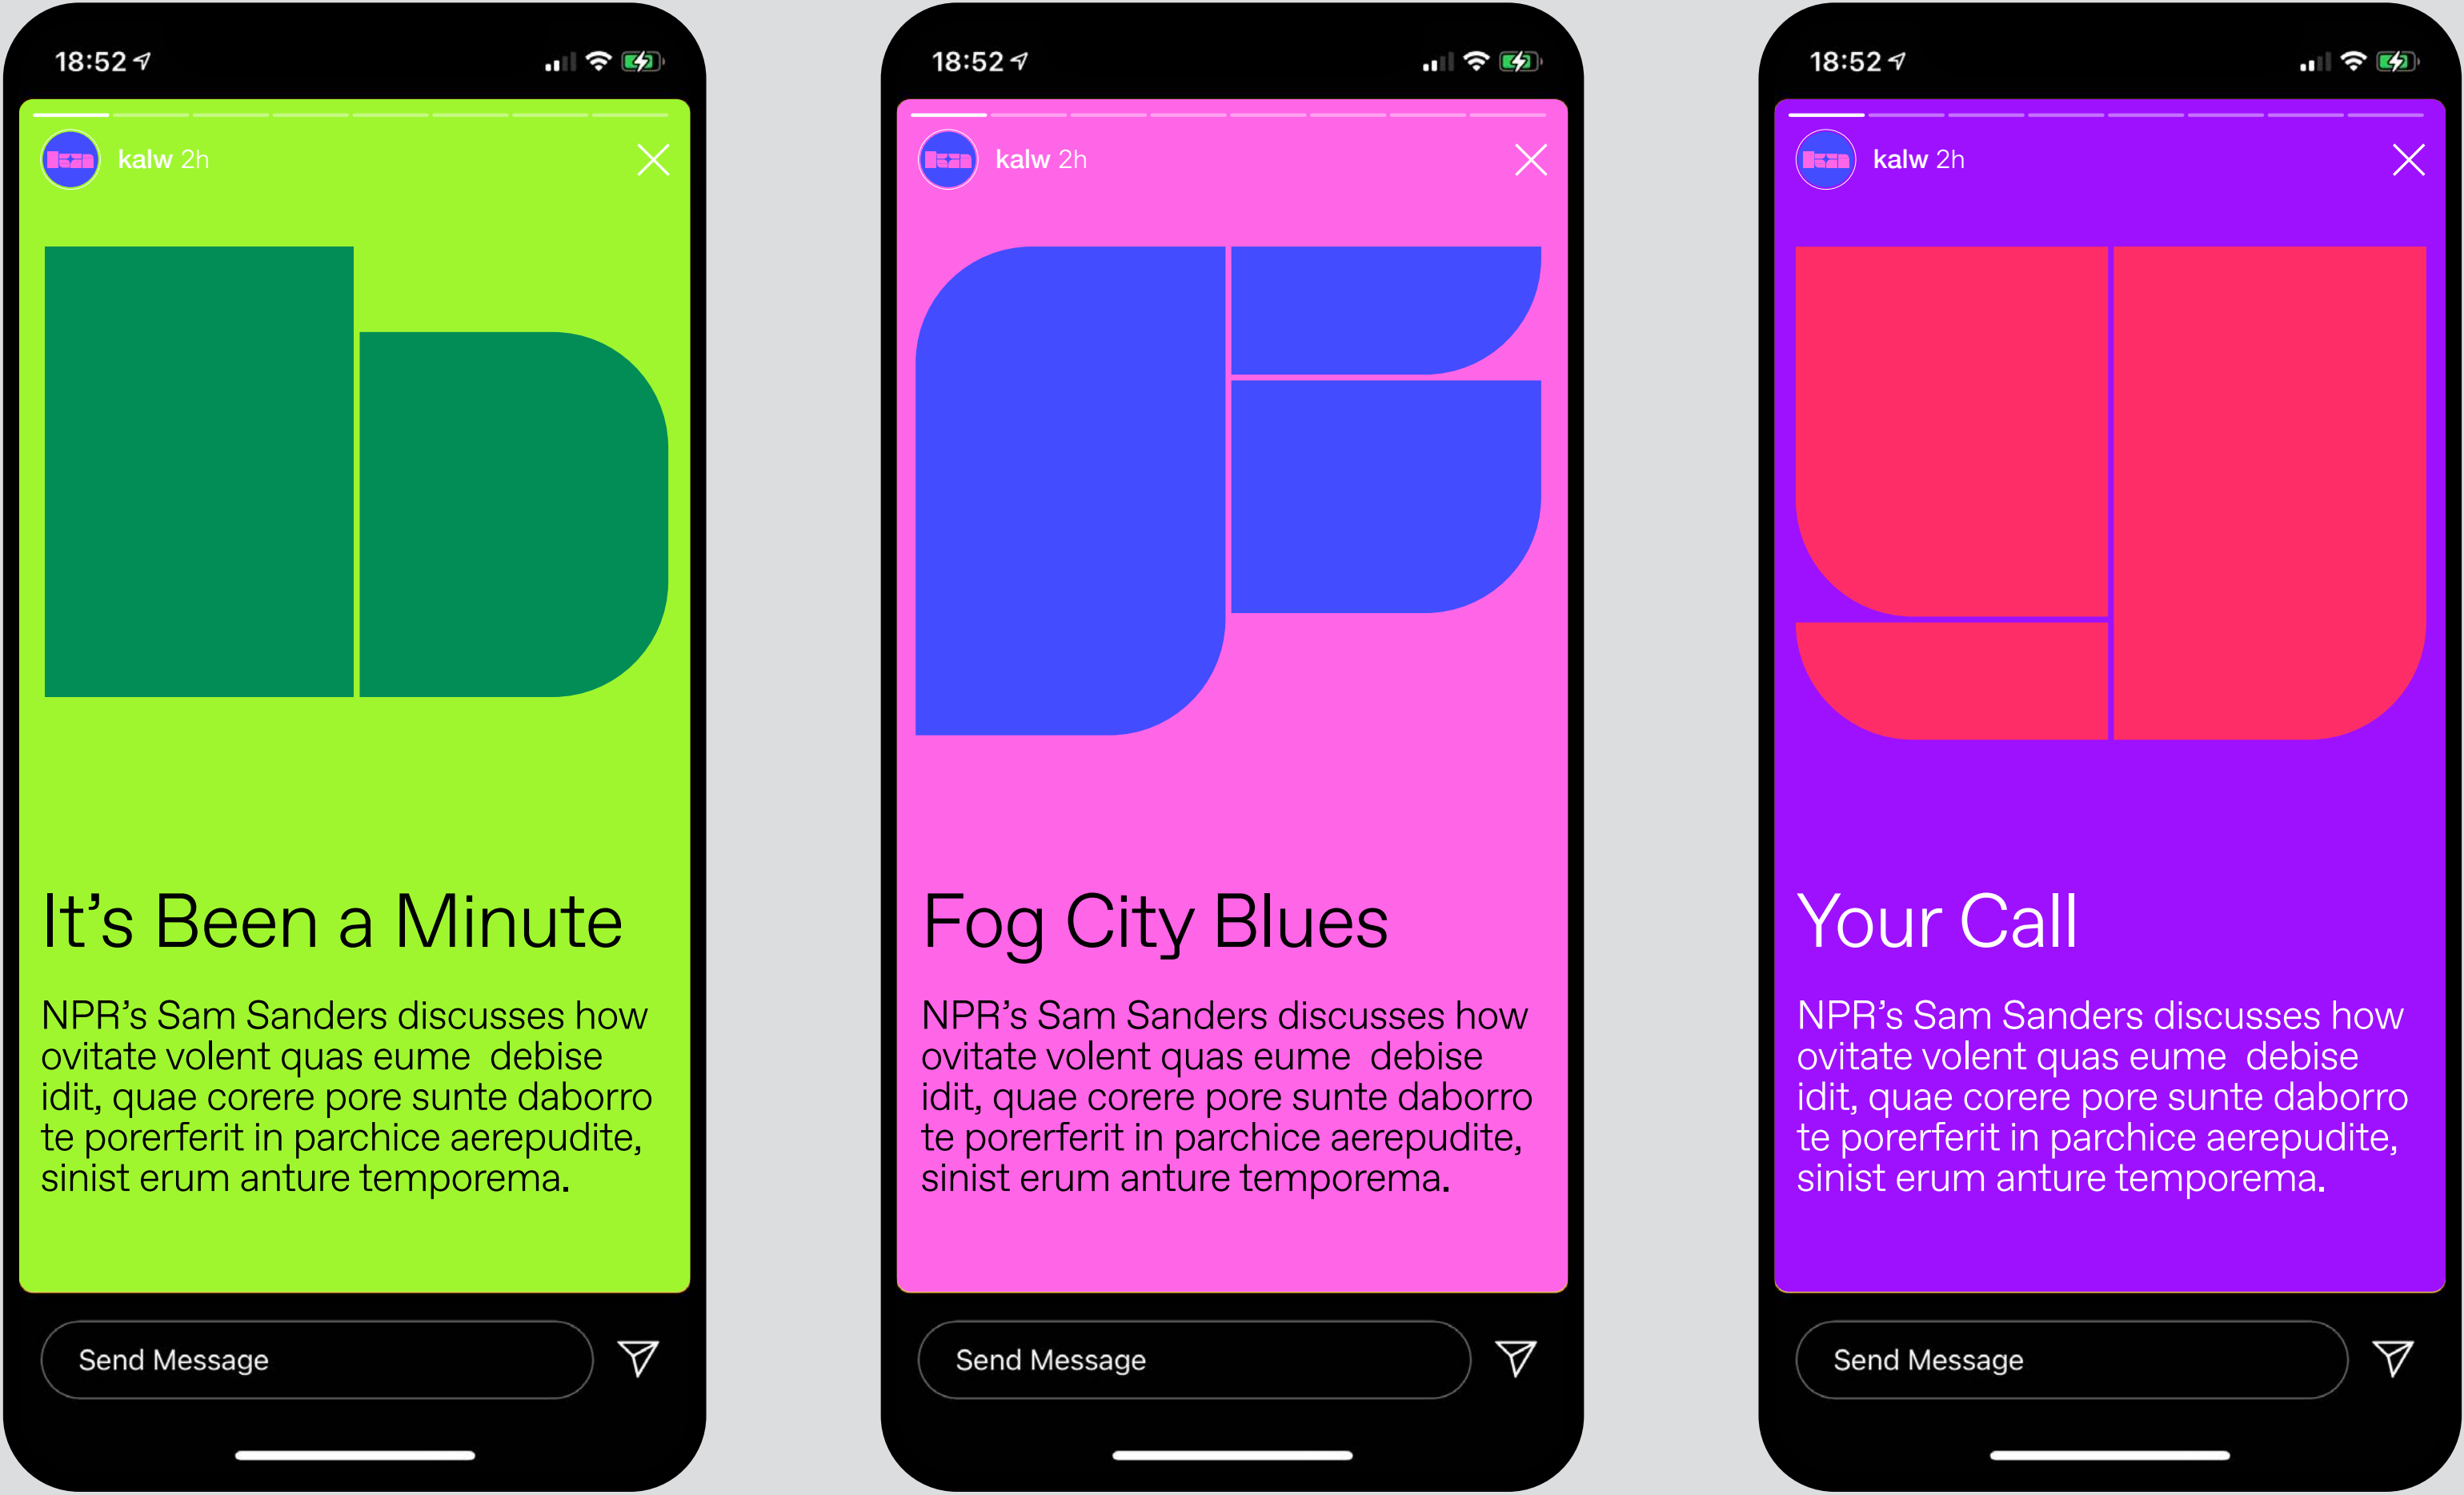 18:52
kalw 2h
It’s Been a Minute
NPR’s Sam Sanders discusses how
ovitate volent quas eume  debise
idit, quae corere pore sunte daborro
te porerferit in parchice aerepudite,
sinist erum anture temporema.
Send Message
18:52
kalw 2h
Fog City Blues
NPR’s Sam Sanders discusses how
ovitate volent quas eume  debise
idit, quae corere pore sunte daborro
te porerferit in parchice aerepudite,
sinist erum anture temporema.
Send Message
18:52
kalw 2h
Your Call
NPR’s Sam Sanders discusses how
ovitate volent quas eume  debise
idit, quae corere pore sunte daborro
te porerferit in parchice aerepudite,
sinist erum anture temporema.
Send Message